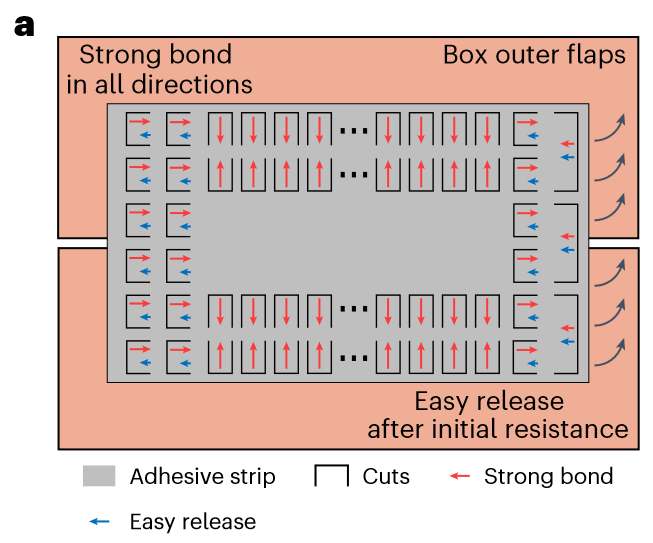 a
Strong bond
in all directions
Box outer flaps
Easy release
after initial resistance
Adhesive strip
Cuts
Strong bond
Easy release